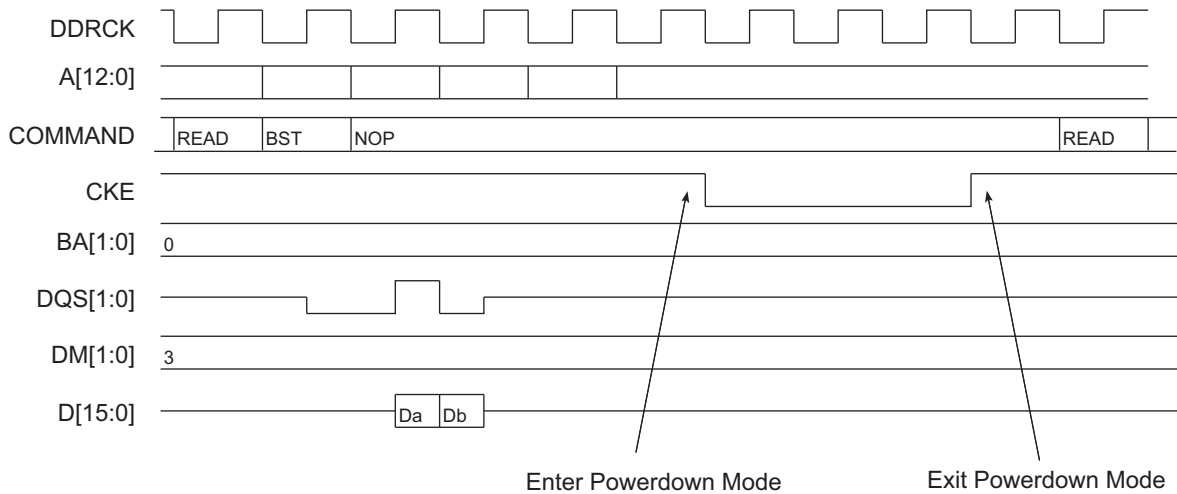 DDRCK
A[12:0]
COMMAND READ BST NOP READ
CKE
BA[1:0] 0
DQS[1:0]
DM[1:0] 3
D[15:0] Da Db
Enter Powerdown Mode Exit Powerdown Mode